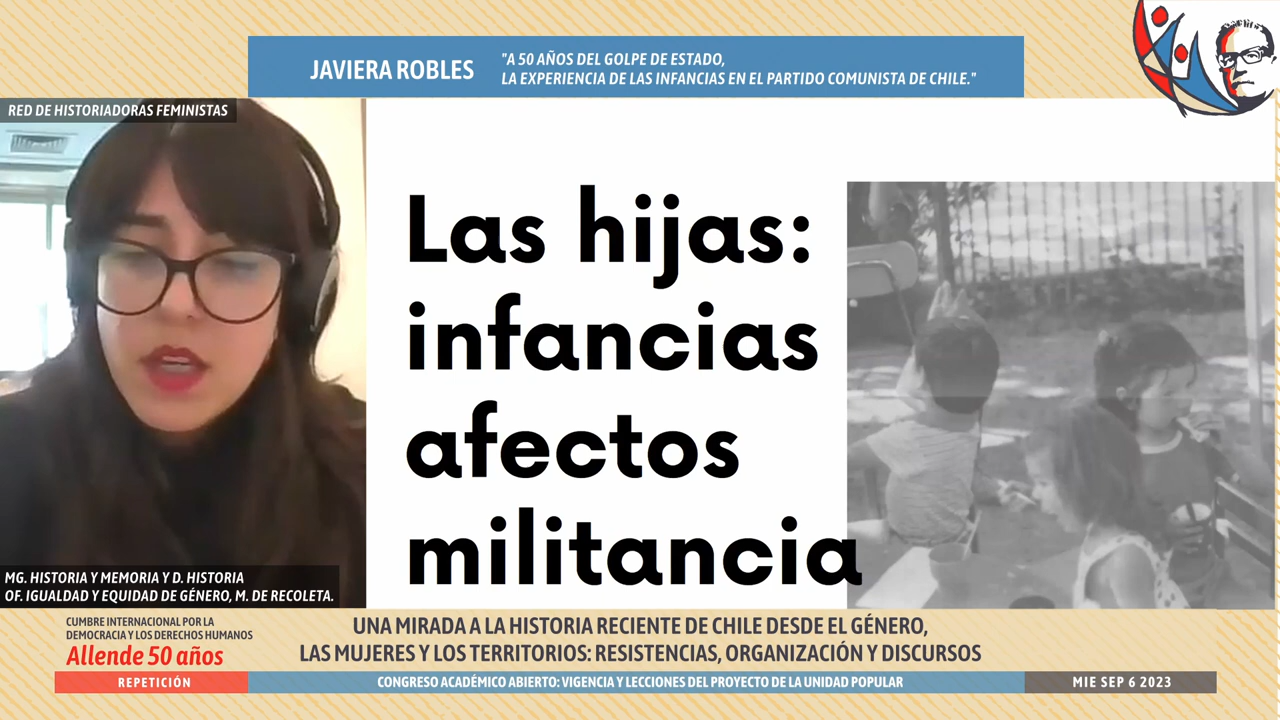 JAVIERA ROBLES
"A 50 AÑOS DEL GOLPE DE ESTADO,
LA EXPERIENCIA DE LAS INFANCIAS EN EL PARTIDO COMUNISTA DE CHILE."
RED DE HISTORIADORAS FEMINISTAS
Las hijas:
infancias
afectos
militancia
MG. HISTORIA Y MEMORIA Y D. HISTORIA
OF. IGUALDAD Y EQUIDAD DE GÉNERO, M. DE RECOLETA.
CUMBRE INTERNACIONAL POR LA
DEMOCRACIA Y LOS DERECHOS HUMANOS
Allende 50 años
REPETICIÓN
UNA MIRADA A LA HISTORIA RECIENTE DE CHILE DESDE EL GÉNERO,
LAS MUJERES Y LOS TERRITORIOS: RESISTENCIAS, ORGANIZACIÓN Y DISCURSOS
CONGRESO ACADÉMICO ABIERTO: VIGENCIA Y LECCIONES DEL PROYECTO DE LA UNIDAD POPULAR
MIE SEP 6 2023